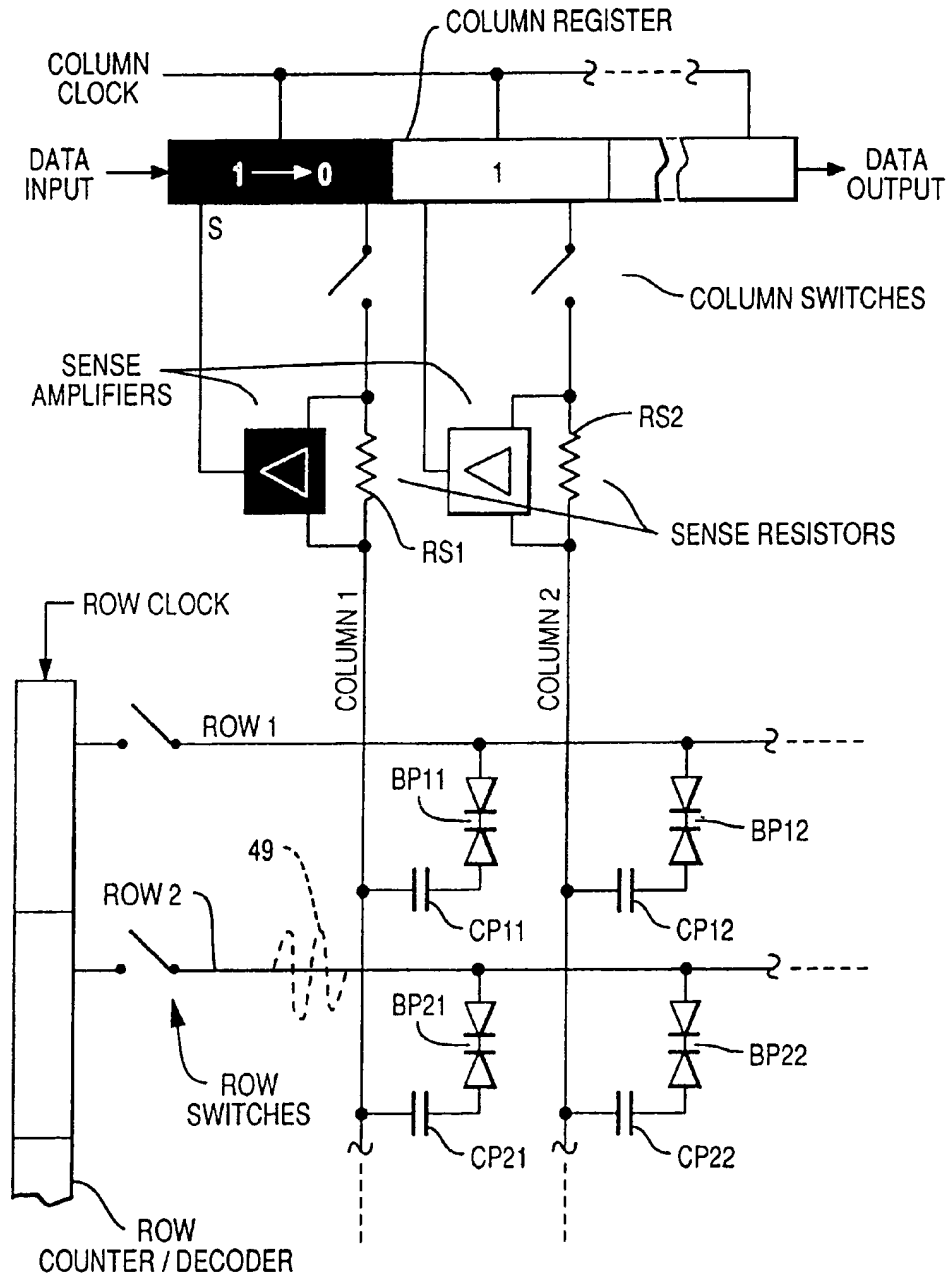 COLUMN REGISTER
COLUMN
CLOCK
DATA
INPUT
1 → 0
1
DATA
OUTPUT
S
COLUMN SWITCHES
SENSE
AMPLIFIERS
RS2
RS1
SENSE RESISTORS
ROW CLOCK
COLUMN 1
COLUMN 2
ROW 1
BP11
BP12
49
ROW 2
CP11
CP12
BP21
BP22
ROW
SWITCHES
CP21
CP22
ROW
COUNTER / DECODER